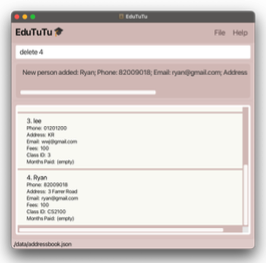 EduTuTu
EduTuTu 🎓 File Help
delete 4
New person added: Ryan; Phone: 82009018; Email: ryan@gmail.com; Address
3. lee
Phone: 01201200
Address: KR
Email: @gmail.com
Fees: 100
Class ID: 3
Months Paid: (empty)
4. Ryan
Phone: 82009018
Address: 3 Farrer Road
Email: ryan@gmail.com
Fees: 100
Class ID: CS2100
Months Paid: (empty)
/data/addressbook.json